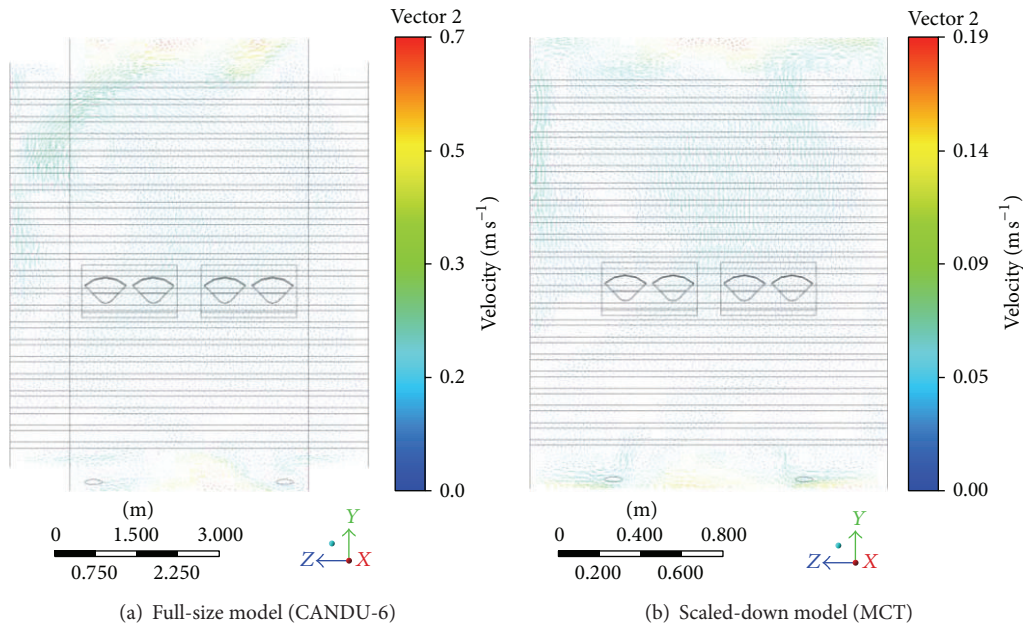 Vector 2
0.7
0.5
0.3
0.2
0.0
Velocity (m s⁻¹)
(m)
0 1.500 3.000
0.750 2.250
Y
Z X
(a) Full-size model (CANDU-6)
Vector 2
0.19
0.14
0.09
0.05
0.00
Velocity (m s⁻¹)
(m)
0 0.400 0.800
0.200 0.600
Y
Z X
(b) Scaled-down model (MCT)